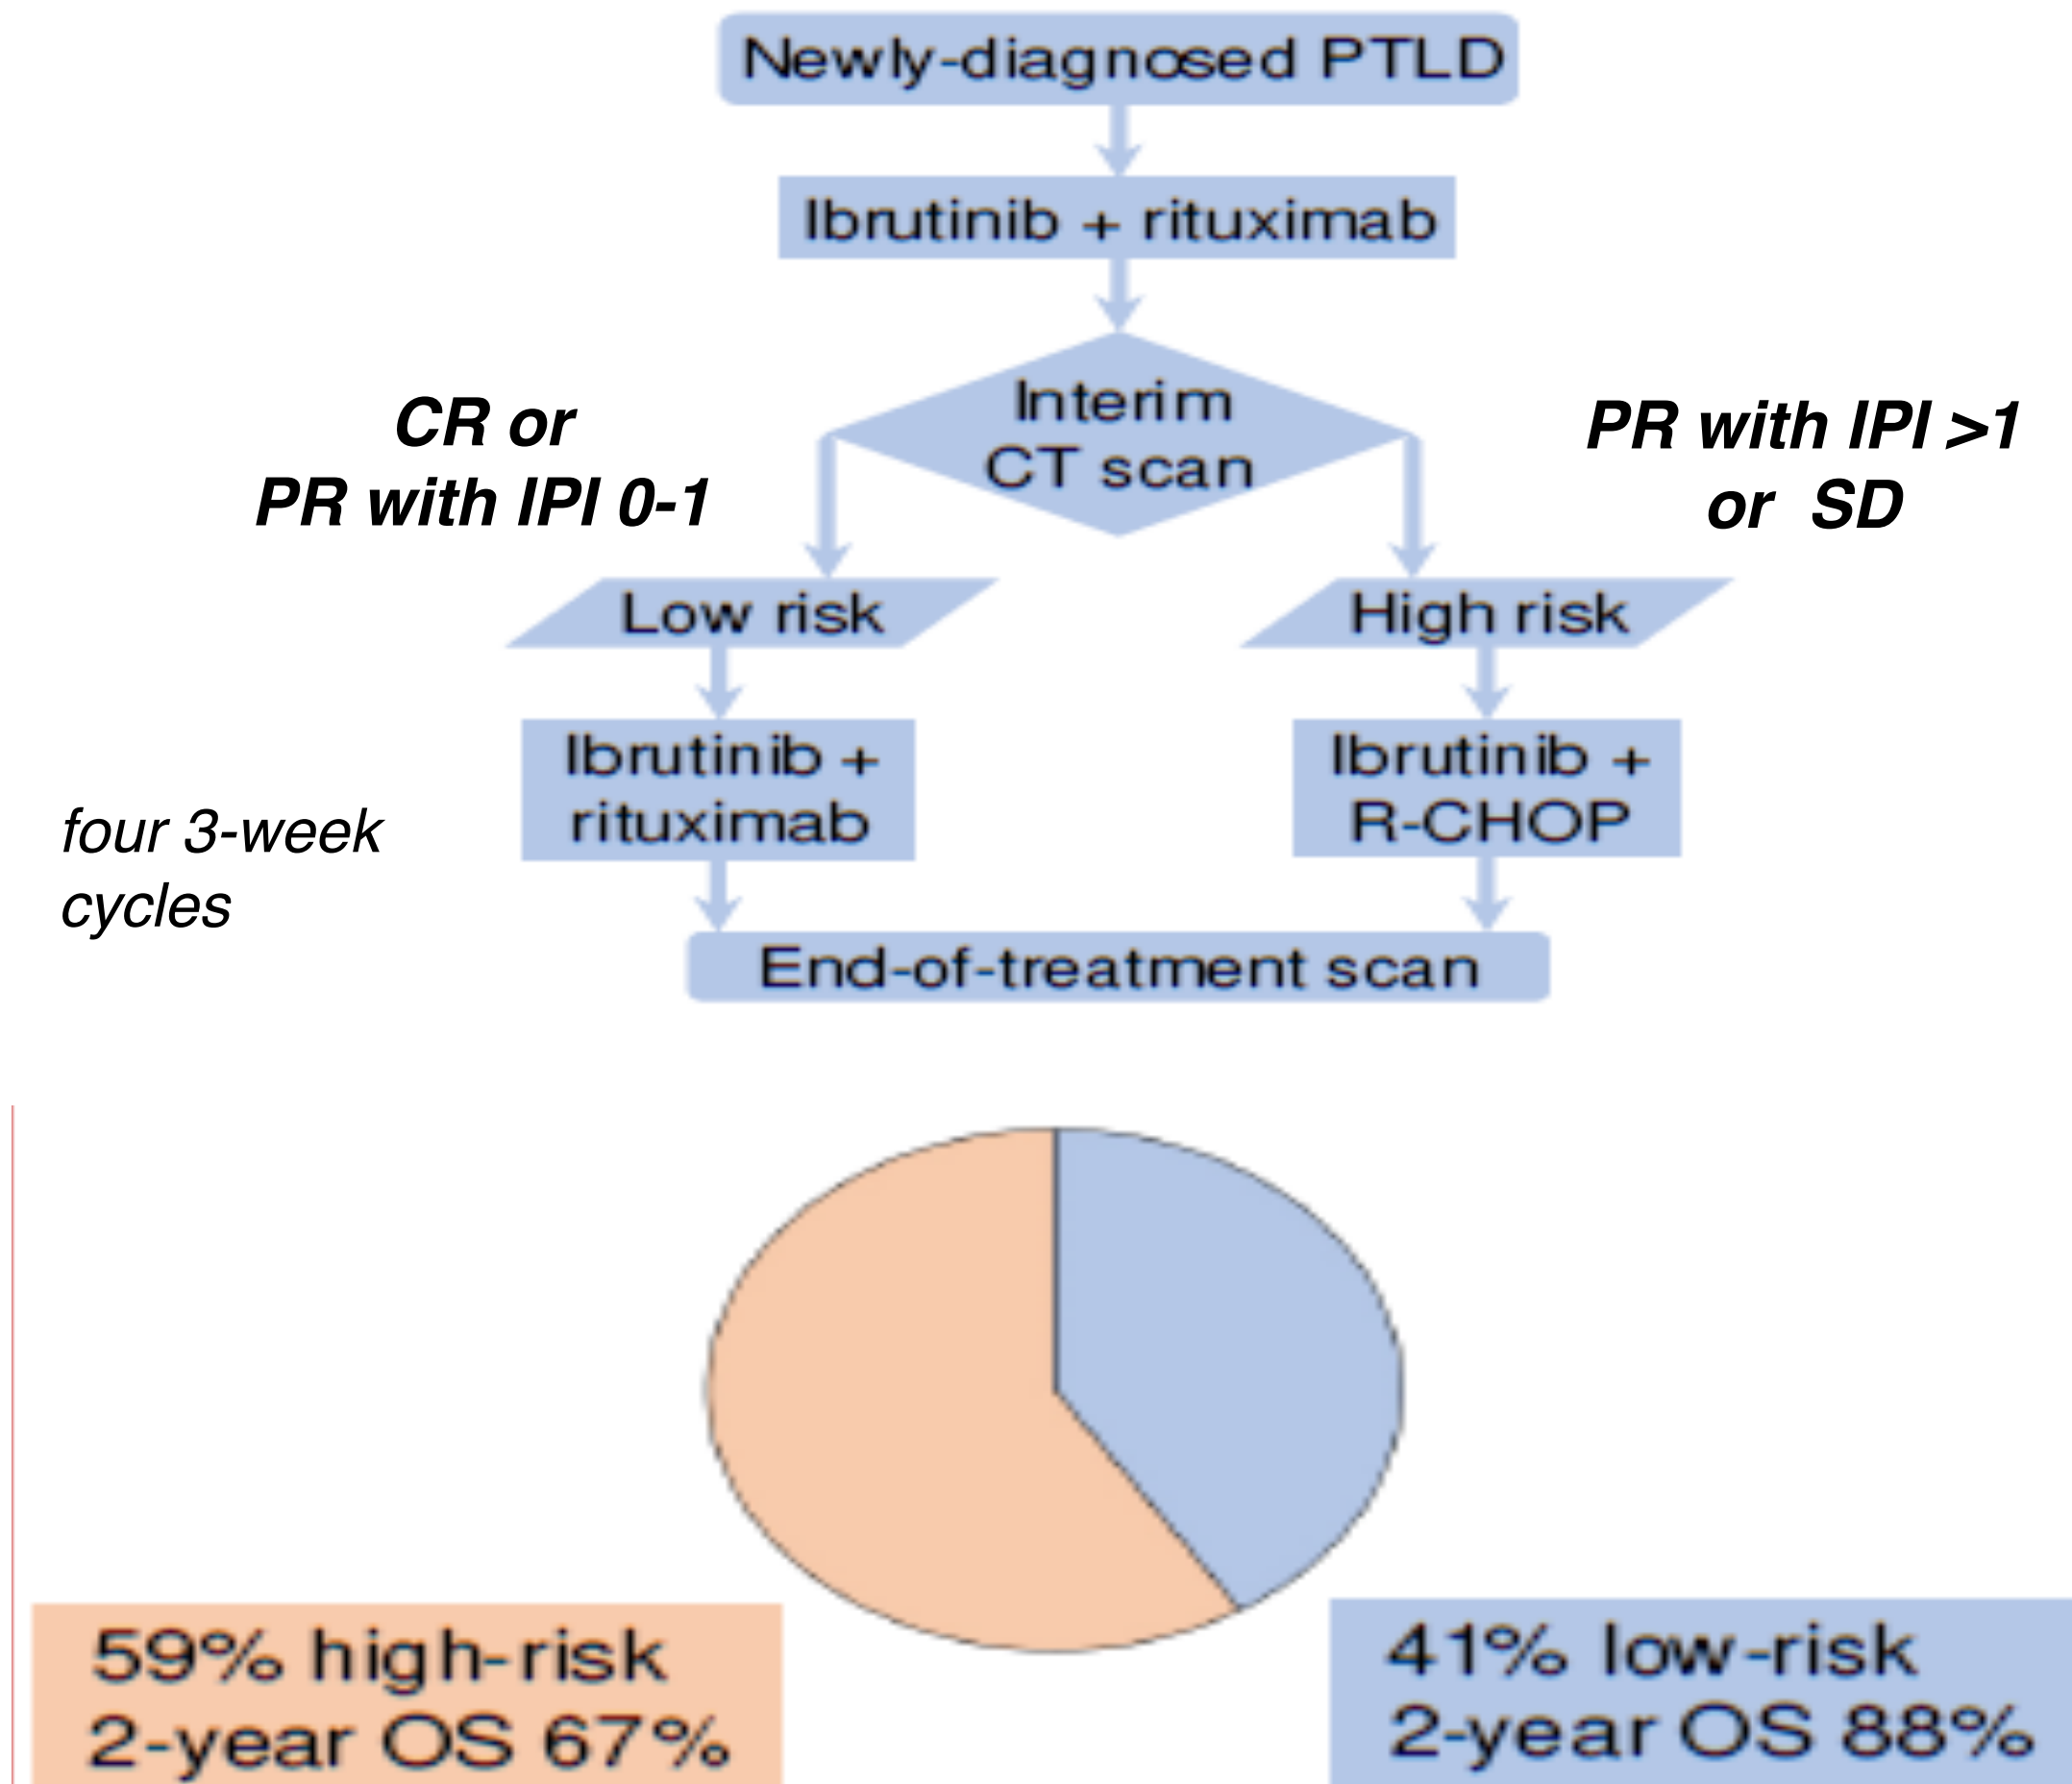 Newly-diagnosed PTLD
Ibrutinib + rituximab
Interim
CT scan
CR or
PR with IPI 0-1
PR with IPI >1
or SD
Low risk
High risk
Ibrutinib +
rituximab
Ibrutinib +
R-CHOP
four 3-week
cycles
End-of-treatment scan
59% high-risk
2-year OS 67%
41% low-risk
2-year OS 88%